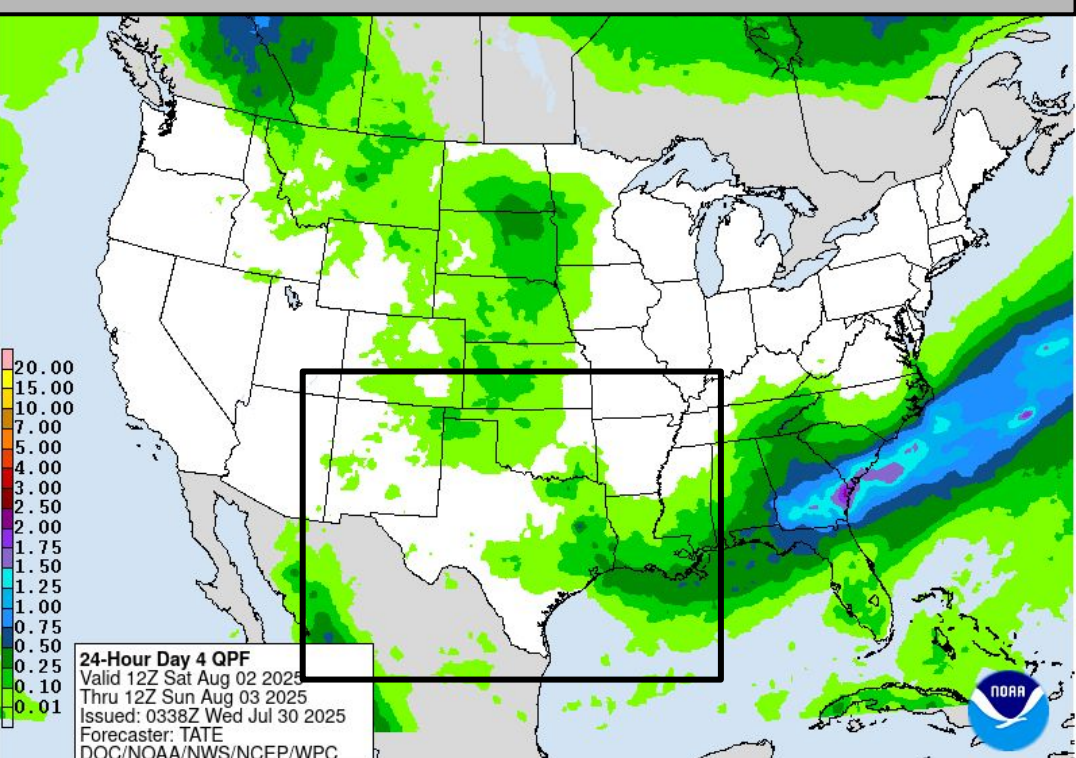 20.00
15.00
10.00
7.00
5.00
4.00
3.00
2.50
2.00
1.75
1.50
1.25
1.00
0.75
0.50
0.25
0.10
0.01
24-Hour Day 4 QPF
Valid 12Z Sat Aug 02 2025
Thru 12Z Sun Aug 03 2025
Issued: 0338Z Wed Jul 30 2025
Forecaster: TATE
DOC/NOAA/NWS/NCEP/WPC
NOAA